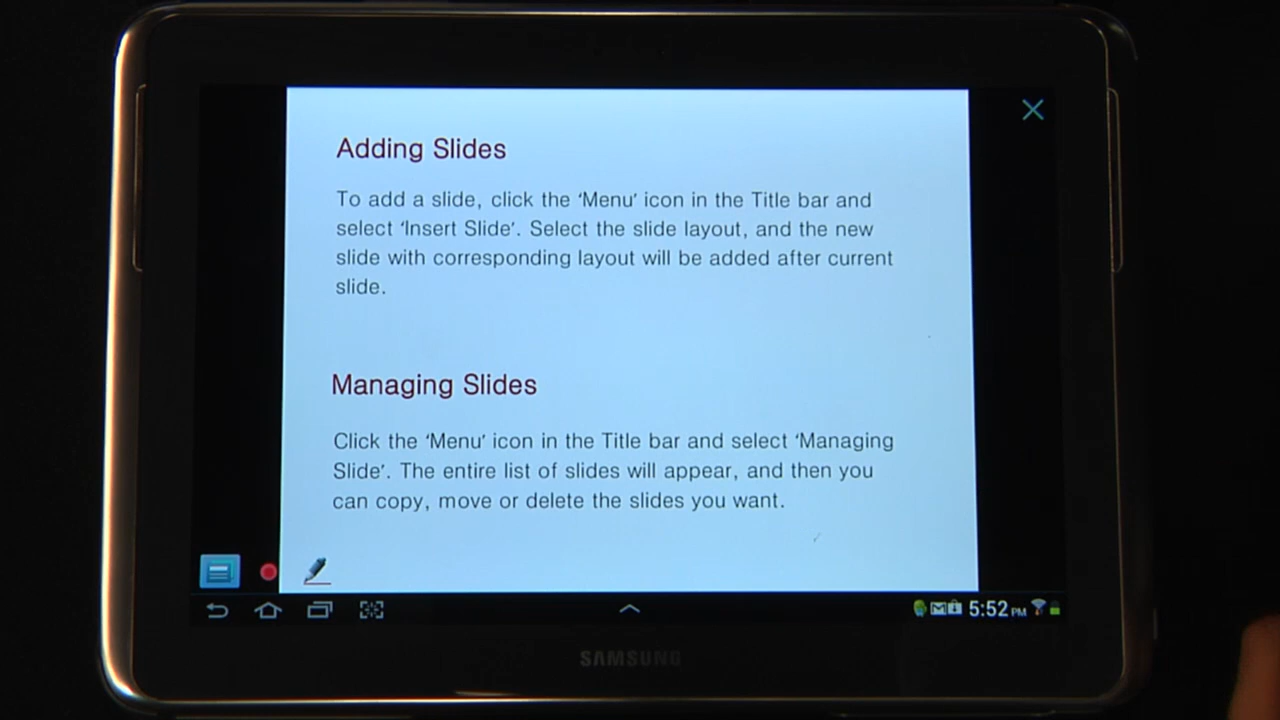 Adding Slides
To add a slide, click the ‘Menu’ icon in the Title bar and
select ‘Insert Slide’. Select the slide layout, and the new
slide with corresponding layout will be added after current
slide.
Managing Slides
Click the ‘Menu’ icon in the Title bar and select ‘Managing
Slide’. The entire list of slides will appear, and then you
can copy, move or delete the slides you want.
5:52 PM
SAMSUNG